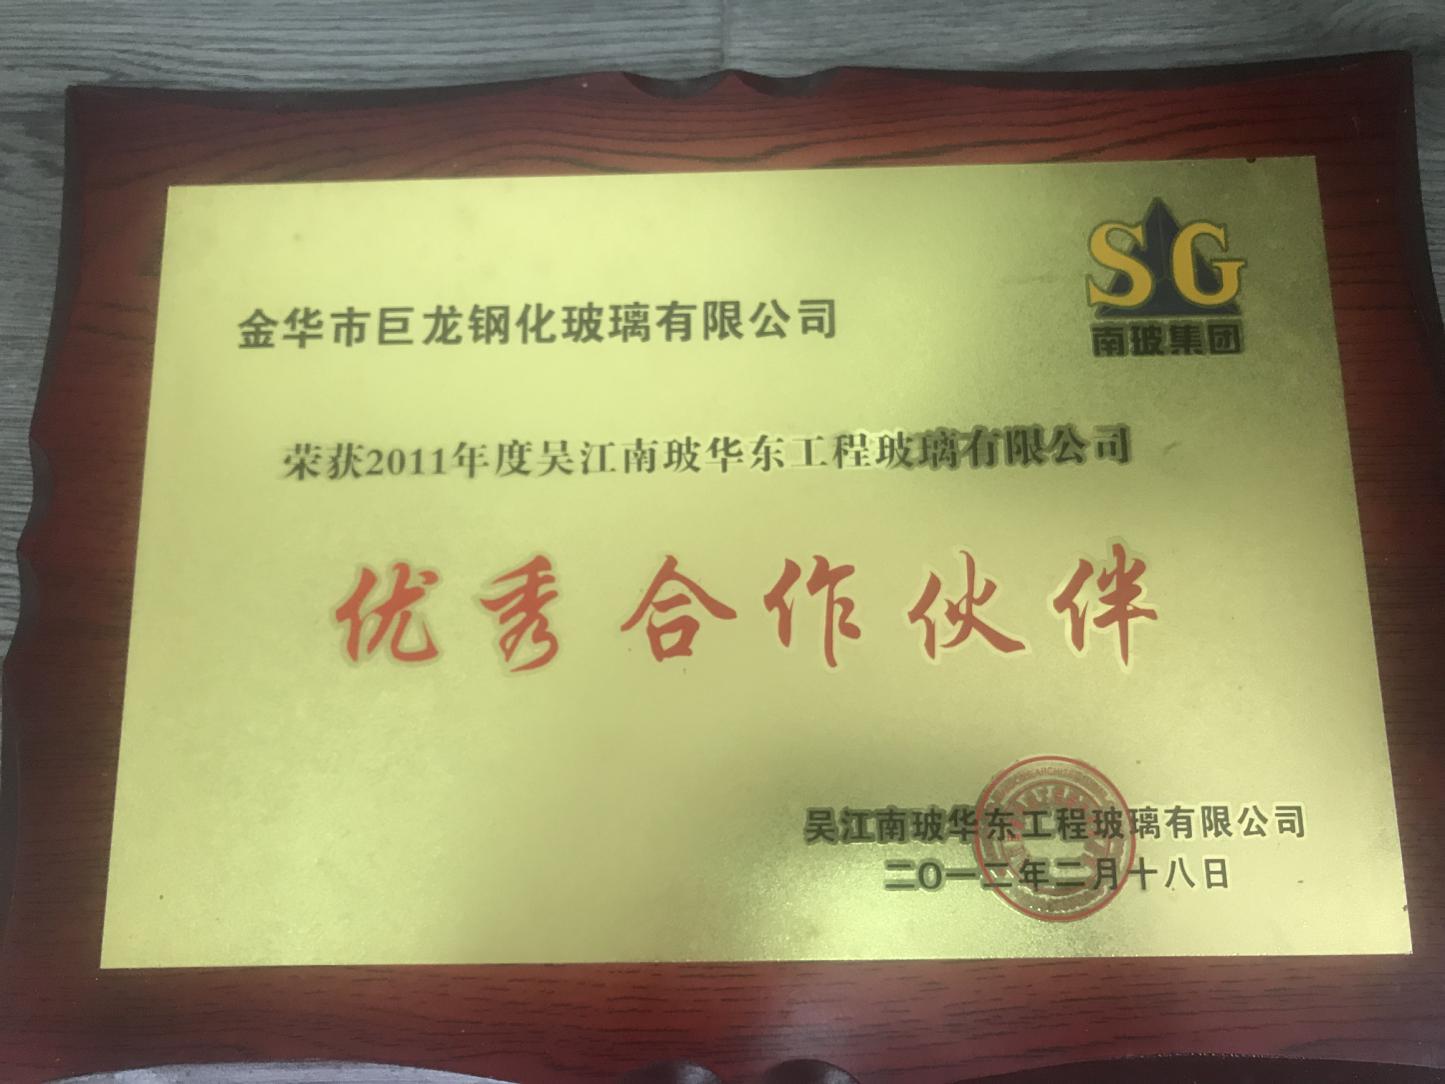 SG
南玻集团
金华市巨龙钢化玻璃有限公司
荣获2011年度吴江南玻华东工程玻璃有限公司
优秀合作伙伴
吴江南玻华东工程玻璃有限公司
二〇一二年二月十八日